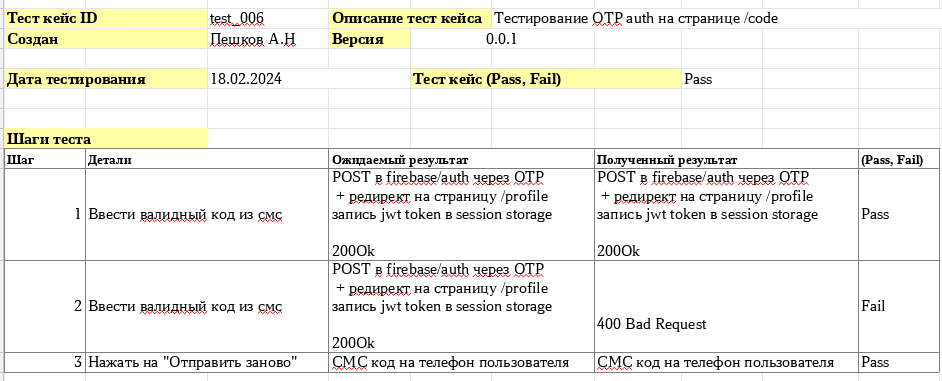 Тест кейс ID test_006 Описание тест кейса Тестирование OTP auth на странице /code
Создан Пешков А.Н Версия 0.0.1
Дата тестирования 18.02.2024 Тест кейс (Pass, Fail) Pass
Шаги теста
Шаг Детали Ожидаемый результат Полученный результат (Pass, Fail)
1 Ввести валидный код из смс
POST в firebase/auth через OTP
+ редирект на страницу /profile
запись jwt token в session storage
200Ok
POST в firebase/auth через OTP
+ редирект на страницу /profile
запись jwt token в session storage
200Ok
Pass
2 Ввести валидный код из смс
POST в firebase/auth через OTP
+ редирект на страницу /profile
запись jwt token в session storage
200Ok
400 Bad Request
Fail
3 Нажать на "Отправить заново" СМС код на телефон пользователя СМС код на телефон пользователя Pass